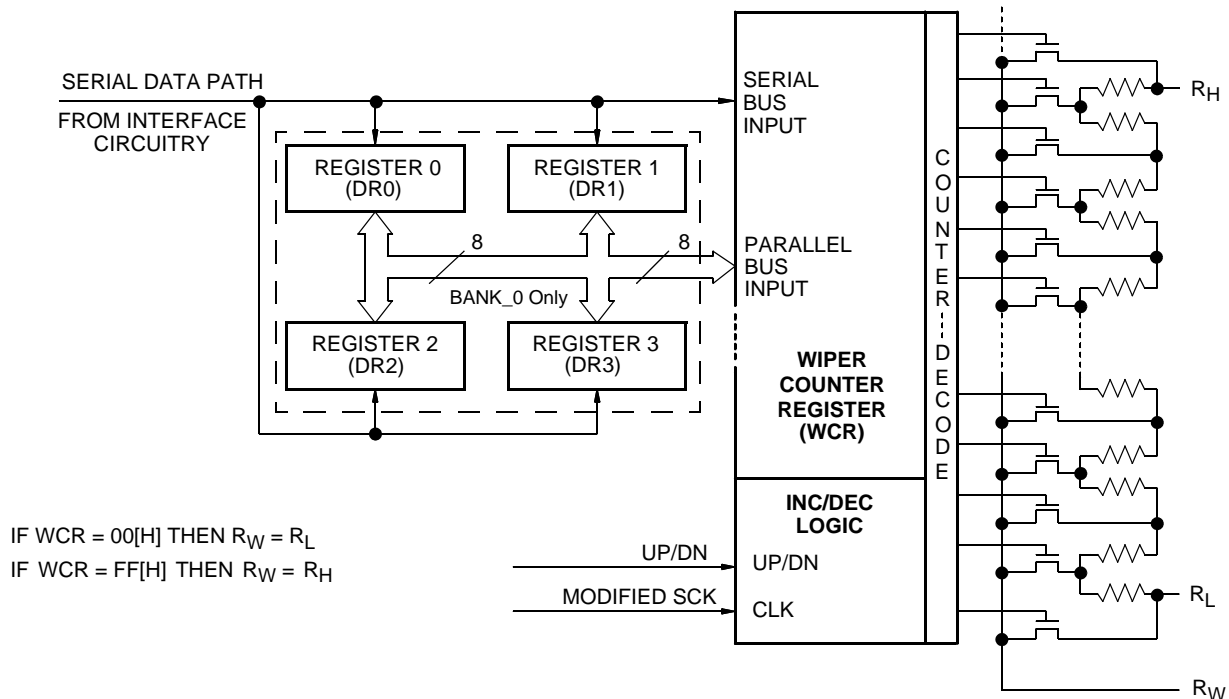 SERIAL DATA PATH
FROM INTERFACE
CIRCUITRY
REGISTER 0
(DR0)
REGISTER 1
(DR1)
8
8
BANK_0 Only
REGISTER 2
(DR2)
REGISTER 3
(DR3)
SERIAL
BUS
INPUT
PARALLEL
BUS
INPUT
WIPER
COUNTER
REGISTER
(WCR)
INC/DEC
LOGIC
UP/DN
UP/DN
MODIFIED SCK
CLK
COUNTER DECODE
RH
RL
RW
IF WCR = 00[H] THEN RW = RL
IF WCR = FF[H] THEN RW = RH